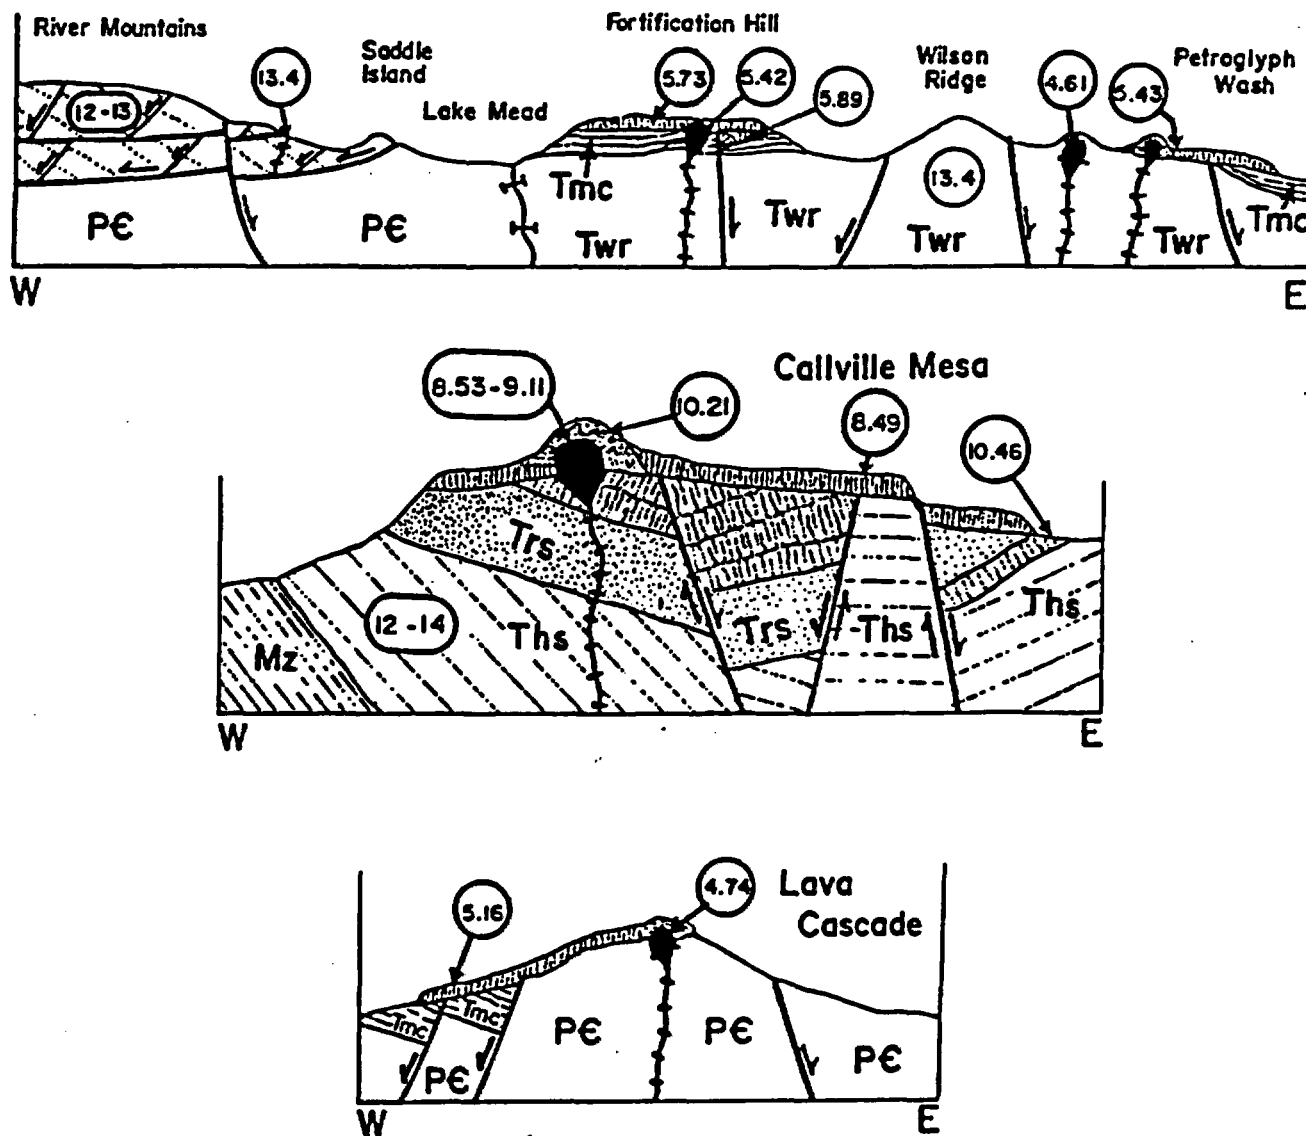 River Mountains
Saddle
Island
Lake Mead
Fortification Hill
Wilson
Ridge
Petroglyph
Wash
12-13
13.4
5.73
5.42
5.89
13.4
4.61
5.43
PЄ
PЄ
Tmc
Twr
Twr
Twr
Twr
Tmc
W
E
Callville Mesa
8.53-9.11
10.21
8.49
10.46
Trs
12-14
Ths
Mz
Trs
Ths
Ths
W
E
Lava
Cascade
5.16
4.74
Tmc
Tmc
PЄ
PЄ
PЄ
PЄ
W
E